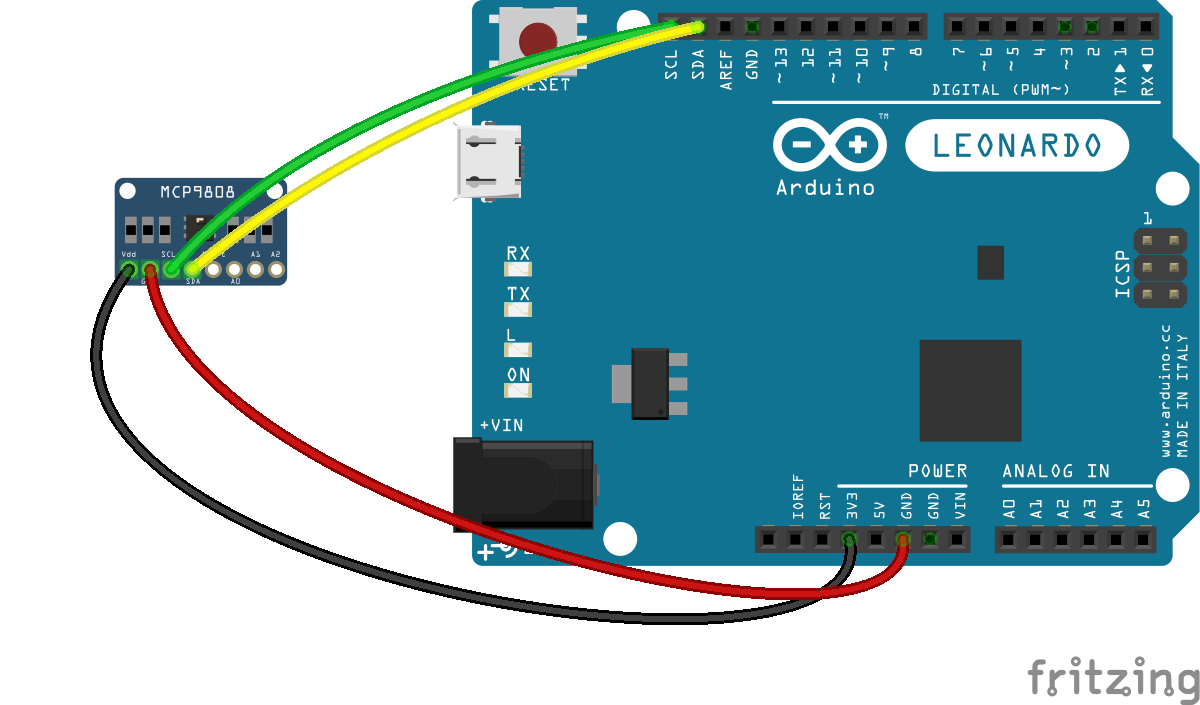 SCL SDA AREF GND ~13 12 ~11 ~10 ~9 8 7 ~6 ~5 4 ~3 2 TX▶1 RX◀0
DIGITAL (PWM~)
MCP9808
Vdd SCL A1 A2
SDA A0
Arduino
TM
LEONARDO
RX
TX
L
ON
+VIN
1
ICSP
www.arduino.cc
MADE IN ITALY
POWER
ANALOG IN
IOREF RST 3V3 5V GND GND VIN A0 A1 A2 A3 A4 A5
fritzing